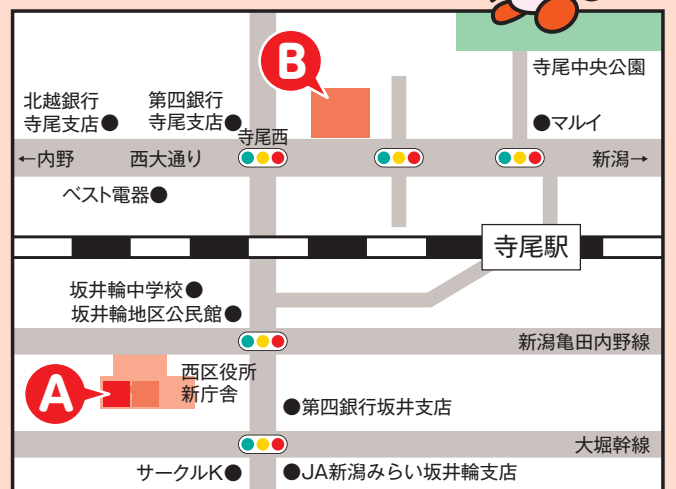 B
寺尾中央公園
北越銀行
寺尾支店●
第四銀行
寺尾支店●
寺尾西
●マルイ
←内野
西大通り
新潟→
ベスト電器●
寺尾駅
坂井輪中学校●
坂井輪地区公民館●
新潟亀田内野線
A
西区役所
新庁舎
●第四銀行坂井支店
大堀幹線
サークルK●
●JA新潟みらい坂井輪支店